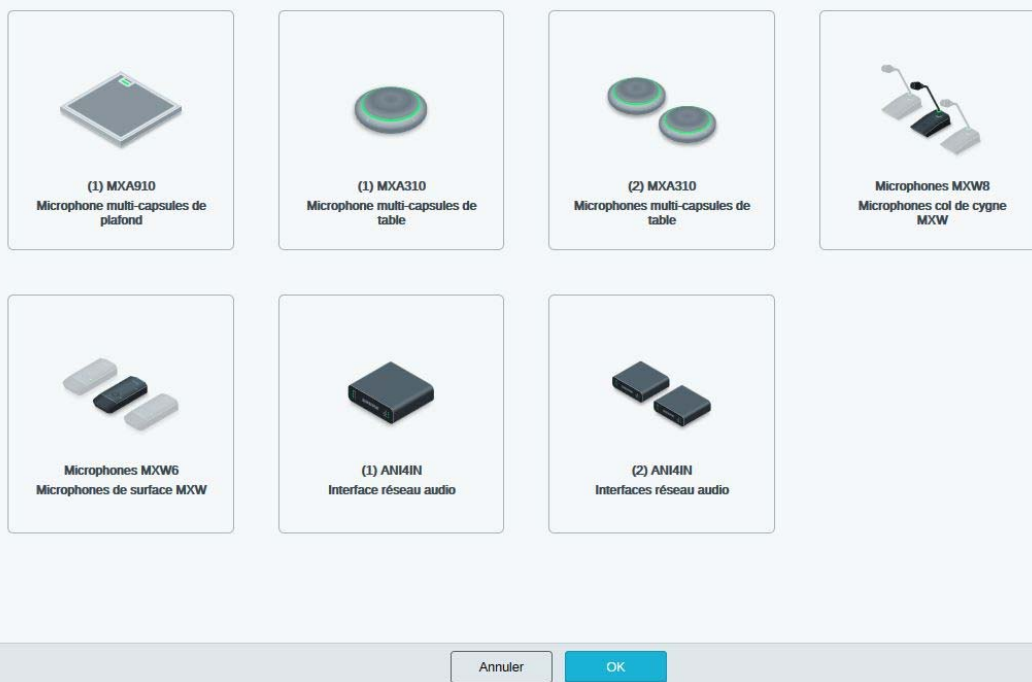 (1) MXA910
Microphone multi-capsules de
plafond
(1) MXA310
Microphone multi-capsules de
table
(2) MXA310
Microphones multi-capsules de
table
Microphones MXW8
Microphones col de cygne
MXW
Microphones MXW6
Microphones de surface MXW
(1) ANI4IN
Interface réseau audio
(2) ANI4IN
Interfaces réseau audio
Annuler
OK